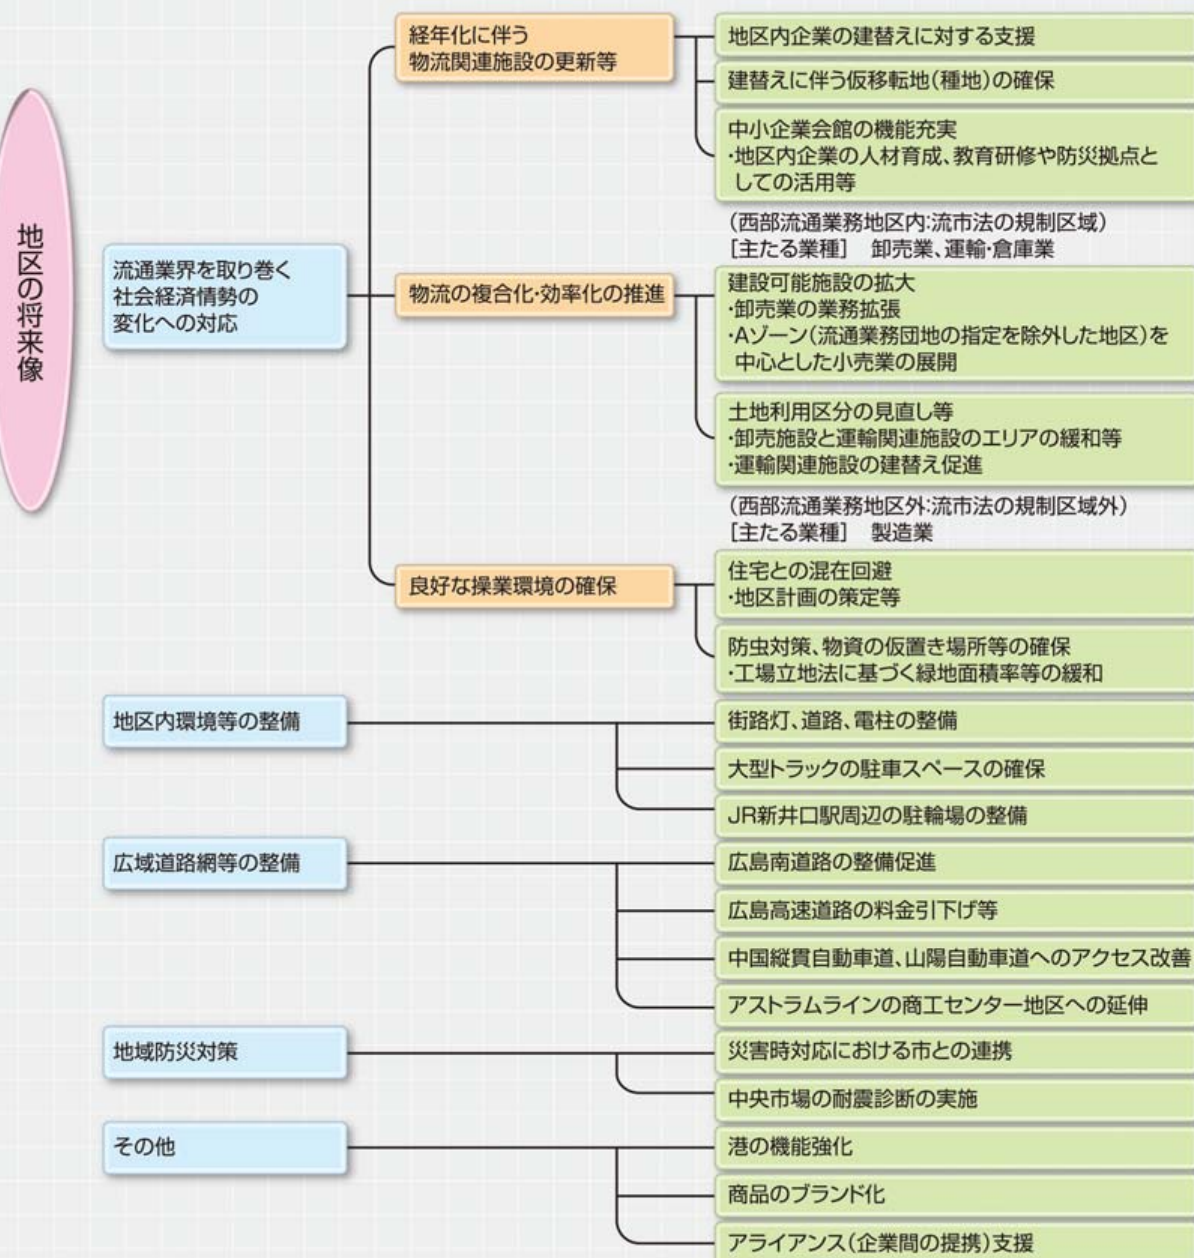 地区の将来像
流通業界を取り巻く
社会経済情勢の
変化への対応
経年化に伴う
物流関連施設の更新等
地区内企業の建替えに対する支援
建替えに伴う仮移転地(種地)の確保
中小企業会館の機能充実
・地区内企業の人材育成、教育研修や防災拠点と
しての活用等
(西部流通業務地区内:流市法の規制区域)
[主たる業種] 卸売業、運輸・倉庫業
物流の複合化・効率化の推進
建設可能施設の拡大
・卸売業の業務拡張
・Aゾーン(流通業務団地の指定を除外した地区)を
中心とした小売業の展開
土地利用区分の見直し等
・卸売施設と運輸関連施設のエリアの緩和等
・運輸関連施設の建替え促進
(西部流通業務地区外:流市法の規制区域外)
[主たる業種] 製造業
良好な操業環境の確保
住宅との混在回避
・地区計画の策定等
防虫対策、物資の仮置き場所等の確保
・工場立地法に基づく緑地面積率等の緩和
地区内環境等の整備
街路灯、道路、電柱の整備
大型トラックの駐車スペースの確保
JR新井口駅周辺の駐輪場の整備
広域道路網等の整備
広島南道路の整備促進
広島高速道路の料金引下げ等
中国縦貫自動車道、山陽自動車道へのアクセス改善
アストラムラインの商工センター地区への延伸
地域防災対策
災害時対応における市との連携
中央市場の耐震診断の実施
その他
港の機能強化
商品のブランド化
アライアンス(企業間の提携)支援